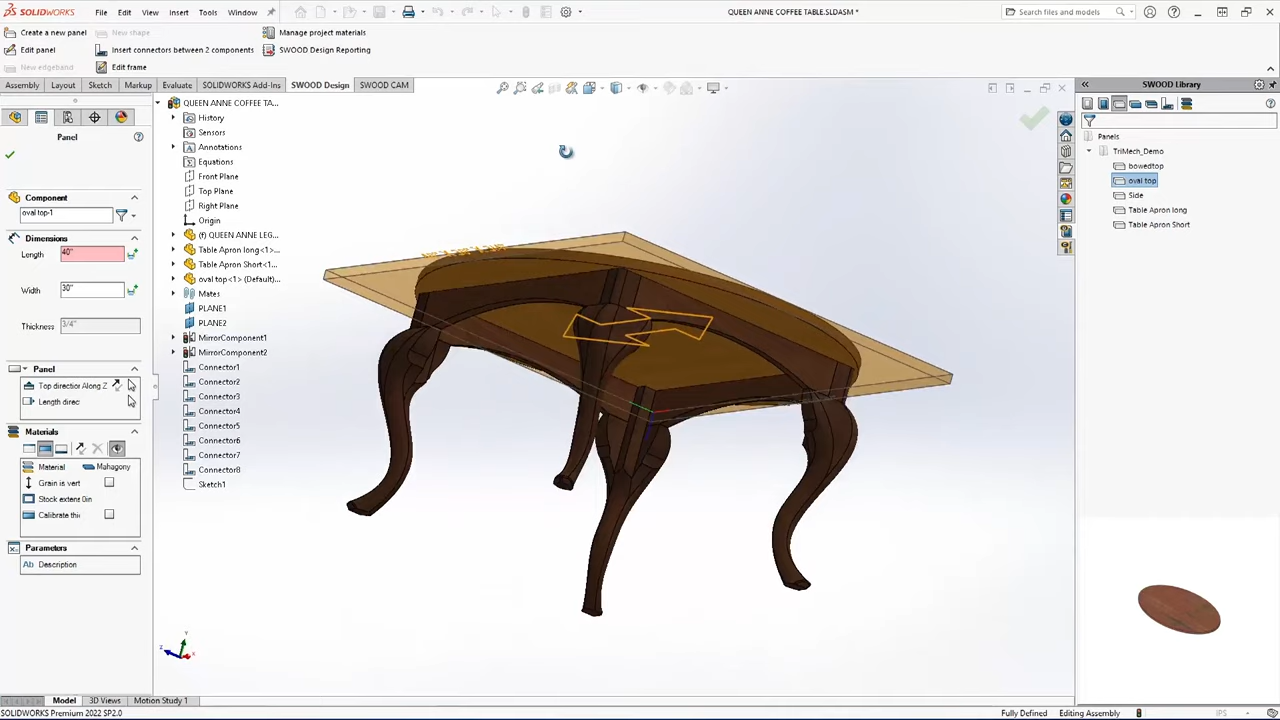 SOLIDWORKS
File Edit View Insert Tools Window
QUEEN ANNE COFFEE TABLE.SLDASM *
Search files and models
Create a new panel
New shape
Manage project materials
Edit panel
Insert connectors between 2 components
SWOOD Design Reporting
New edgeband
Edit frame
Assembly Layout Sketch Markup Evaluate SOLIDWORKS Add-Ins SWOOD Design SWOOD CAM
Panel
Component
oval top-1
Dimensions
Length 40"
Width 30"
Thickness 3/4"
Panel
Top direction Along Z
Length direc
Materials
Material Mahogany
Grain is vert
Stock extens 0in
Calibrate thic
Parameters
Ab Description
QUEEN ANNE COFFEE TA...
History
Sensors
Annotations
Equations
Front Plane
Top Plane
Right Plane
Origin
(f) QUEEN ANNE LEG...
Table Apron long<1>...
Table Apron Short<1...
oval top<1> (Default)...
Mates
PLANE1
PLANE2
MirrorComponent1
MirrorComponent2
Connector1
Connector2
Connector3
Connector4
Connector5
Connector6
Connector7
Connector8
Sketch1
Y
Z
X
SWOOD Library
Panels
TriMech_Demo
bowedtop
oval top
Side
Table Apron long
Table Apron Short
Model 3D Views Motion Study 1
SOLIDWORKS Premium 2022 SP2.0
Fully Defined Editing Assembly IPS